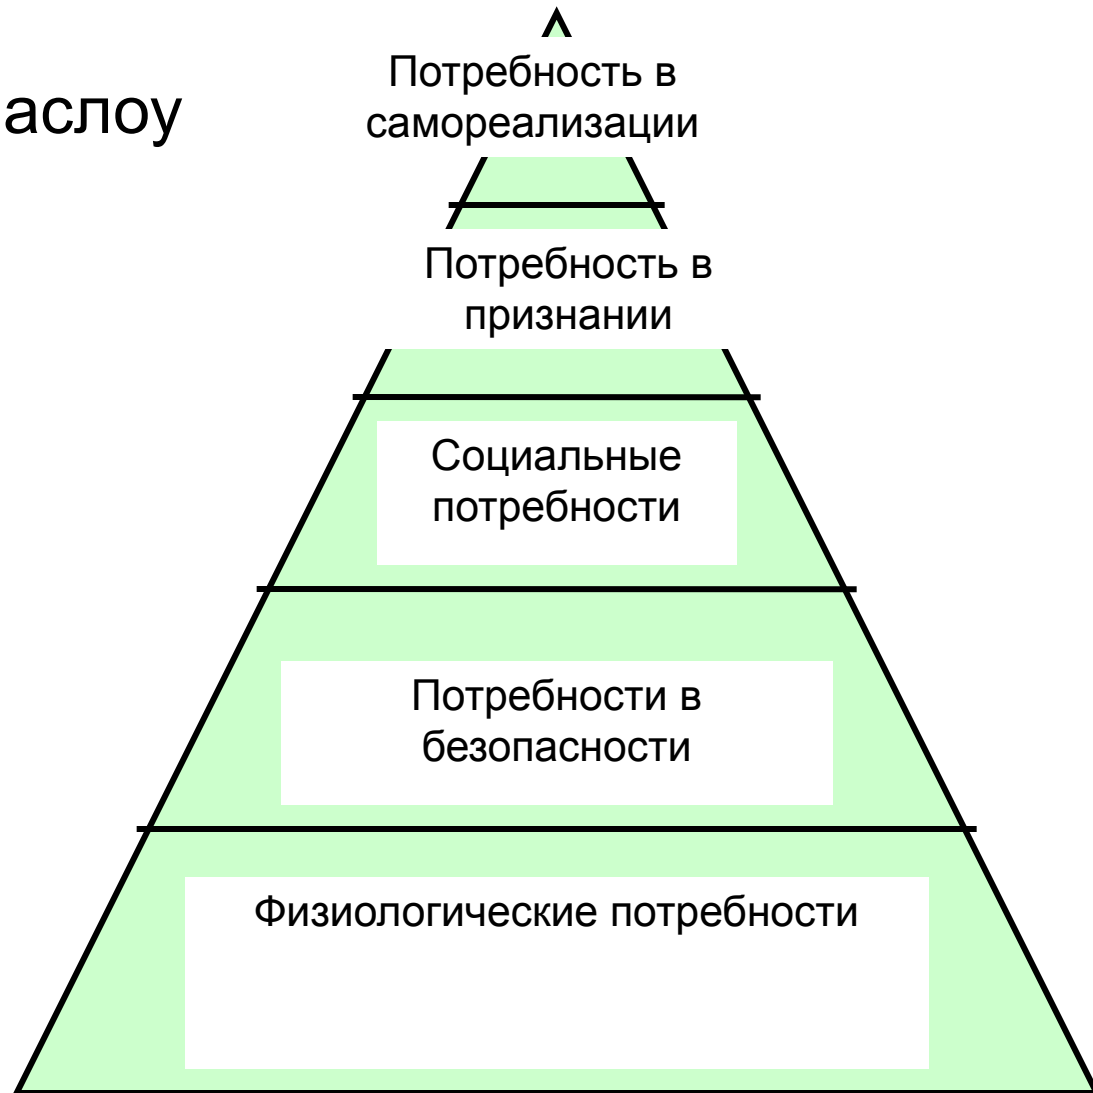 Потребность в
самореализации
аслоу
Потребность в
признании
Социальные
потребности
Потребности в
безопасности
Физиологические потребности